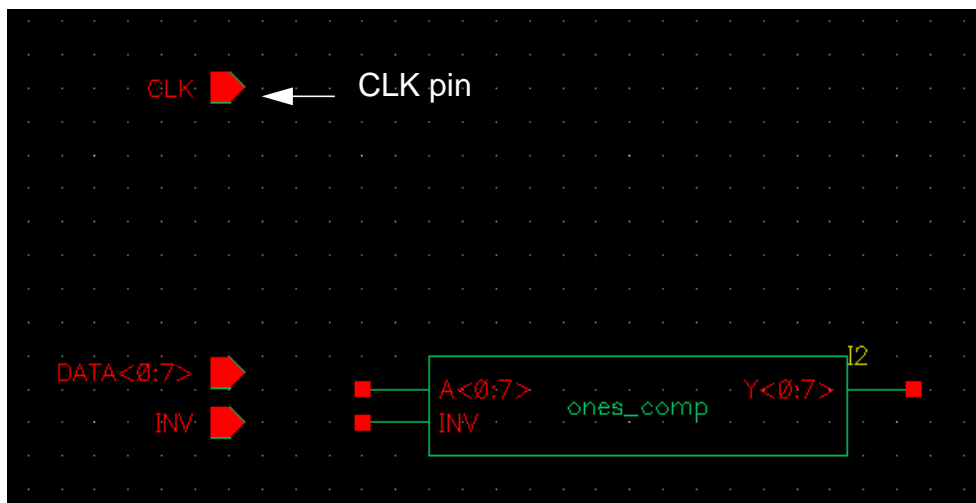 CLK
CLK pin
I2
DATA<0:7>
A<0:7>
Y<0:7>
ones_comp
INV
INV